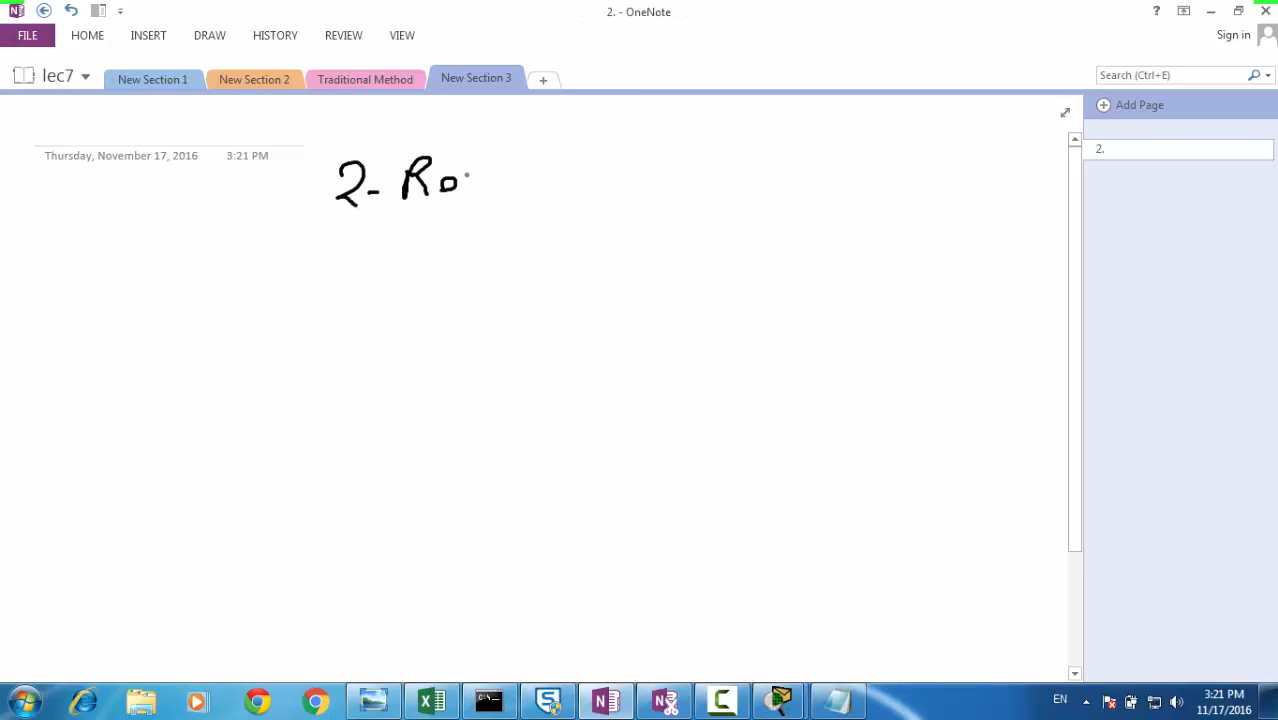 2. - OneNote
Sign in
FILE HOME INSERT DRAW HISTORY REVIEW VIEW
lec7 New Section 1 New Section 2 Traditional Method New Section 3
Search (Ctrl+E)
Add Page
2.
Thursday, November 17, 2016 3:21 PM
2- Ro
EN
3:21 PM
11/17/2016